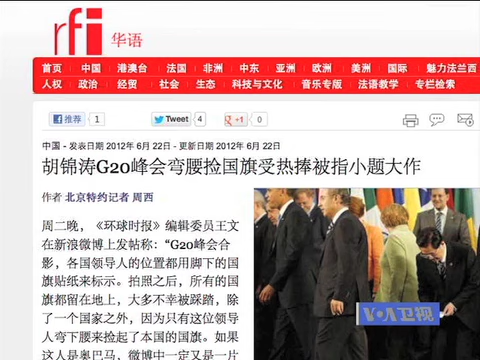 rfi 华语
首页 中国 港澳台 法国 非洲 中东 亚洲 欧洲 美洲 国际 魅力法兰西
人权 政治 经贸 社会 生态 科技与文化 音乐专版 法语教学 专栏检索
推荐 1 Tweet 4 +1 0
中国 - 发表日期 2012年 6月 22日 - 更新日期 2012年 6月 22日
胡锦涛G20峰会弯腰捡国旗受热捧被指小题大作
作者 北京特约记者 周西
周二晚，《环球时报》编辑委员王文
在新浪微博上发帖称：“G20峰会合
影，各国领导人的位置都用脚下的国
旗贴纸来标示。拍照之后，所有的国
旗都留在地上，大多不幸被踩踏，除
了一个国家之外，因为只有这位领导
人弯下腰来捡起了本国的国旗。如果
这人是奥巴马，微博中一定又是一片
VOA卫视